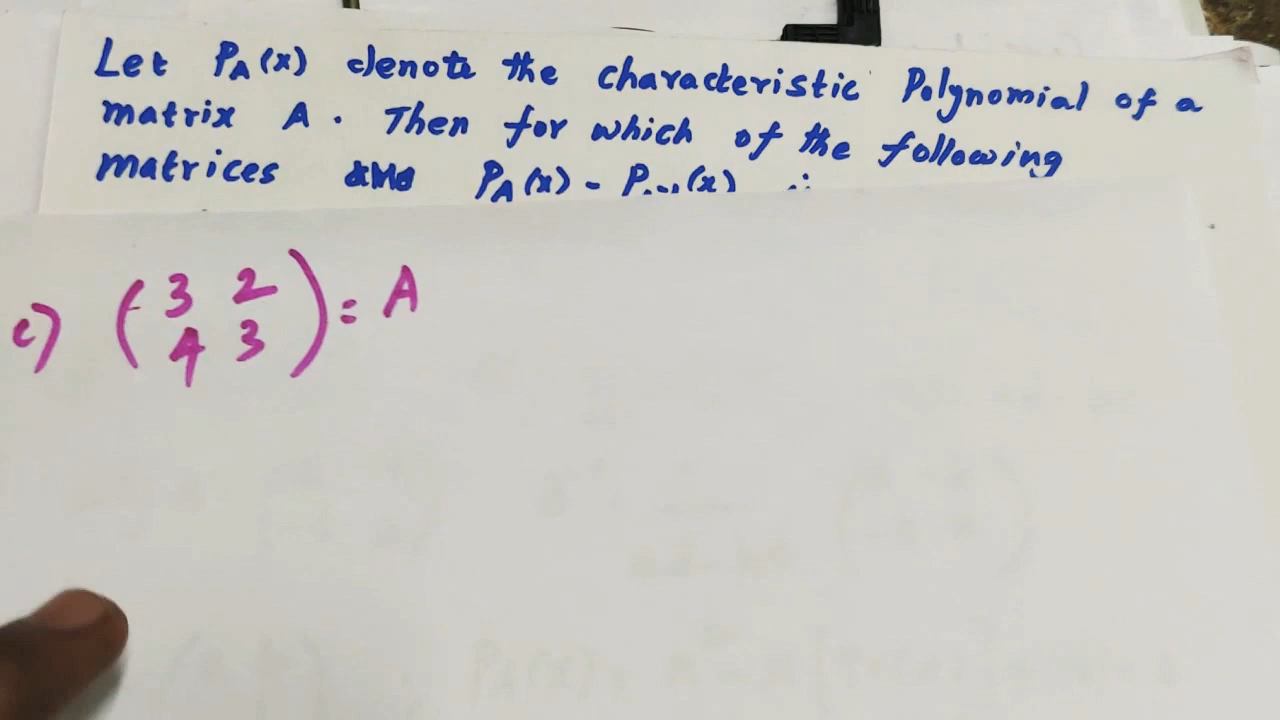 Let PA(x) denote the characteristic Polynomial of a
matrix A. Then for which of the following
matrices PA(x) - P
c) (3 2
4 3) = A